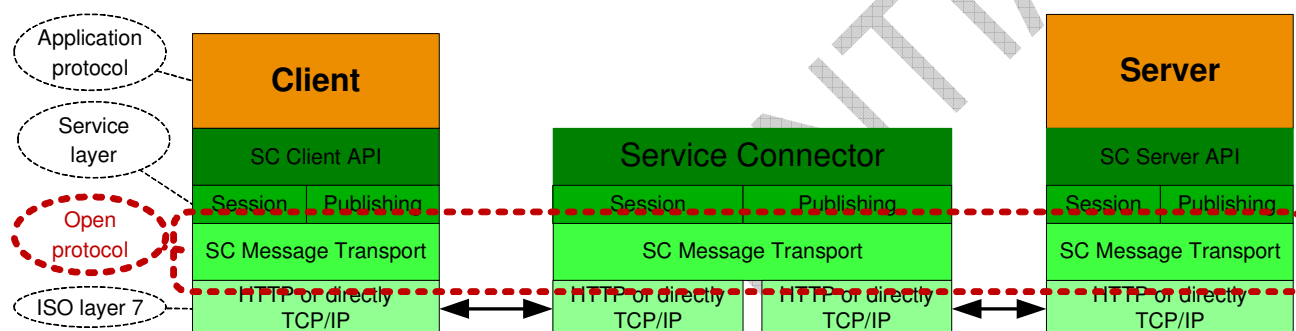 Application
protocol
Client
Server
Service
layer
SC Client API
Service Connector
SC Server API
Session Publishing
Session Publishing
Session Publishing
Open
protocol
SC Message Transport
SC Message Transport
SC Message Transport
ISO layer 7
HTTP or directly
TCP/IP
HTTP or directly
TCP/IP
HTTP or directly
TCP/IP
HTTP or directly
TCP/IP